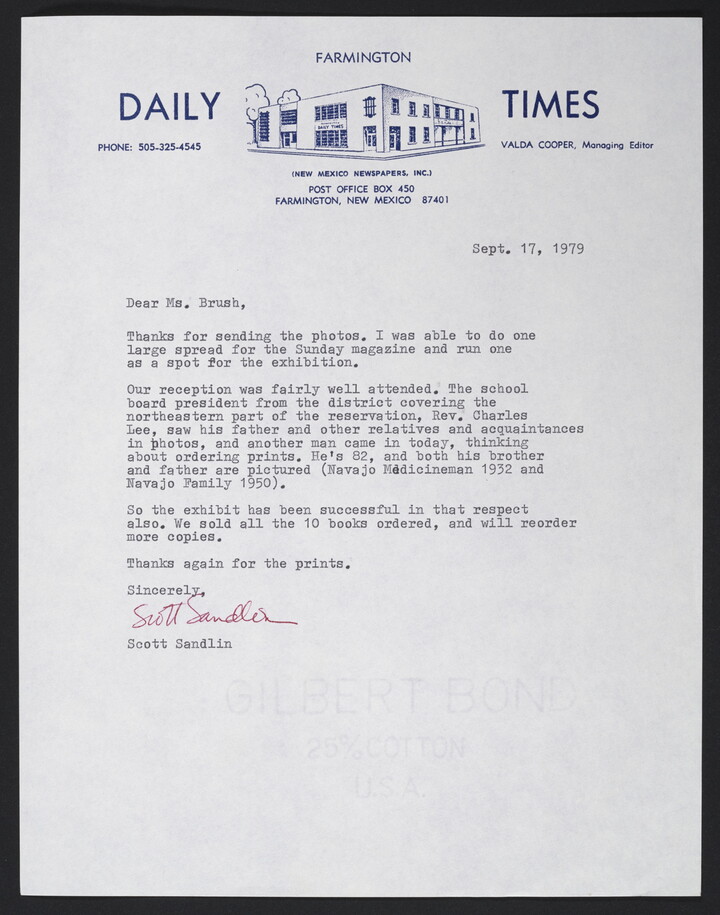 FARMINGTON
DAILY TIMES
DAILY TIMES
PHONE: 505-325-4545
VALDA COOPER, Managing Editor
(NEW MEXICO NEWSPAPERS, INC.)
POST OFFICE BOX 450
FARMINGTON, NEW MEXICO 87401
Sept. 17, 1979
Dear Ms. Brush,
Thanks for sending the photos. I was able to do one
large spread for the Sunday magazine and run one
as a spot for the exhibition.
Our reception was fairly well attended. The school
board president from the district covering the
northeastern part of the reservation, Rev. Charles
Lee, saw his father and other relatives and acquaintances
in photos, and another man came in today, thinking
about ordering prints. He's 82, and both his brother
and father are pictured (Navajo Medicineman 1932 and
Navajo Family 1950).
So the exhibit has been successful in that respect
also. We sold all the 10 books ordered, and will reorder
more copies.
Thanks again for the prints.
Sincerely,
Scott Sandlin
Scott Sandlin
GILBERT BOND
25% COTTON
U.S.A.